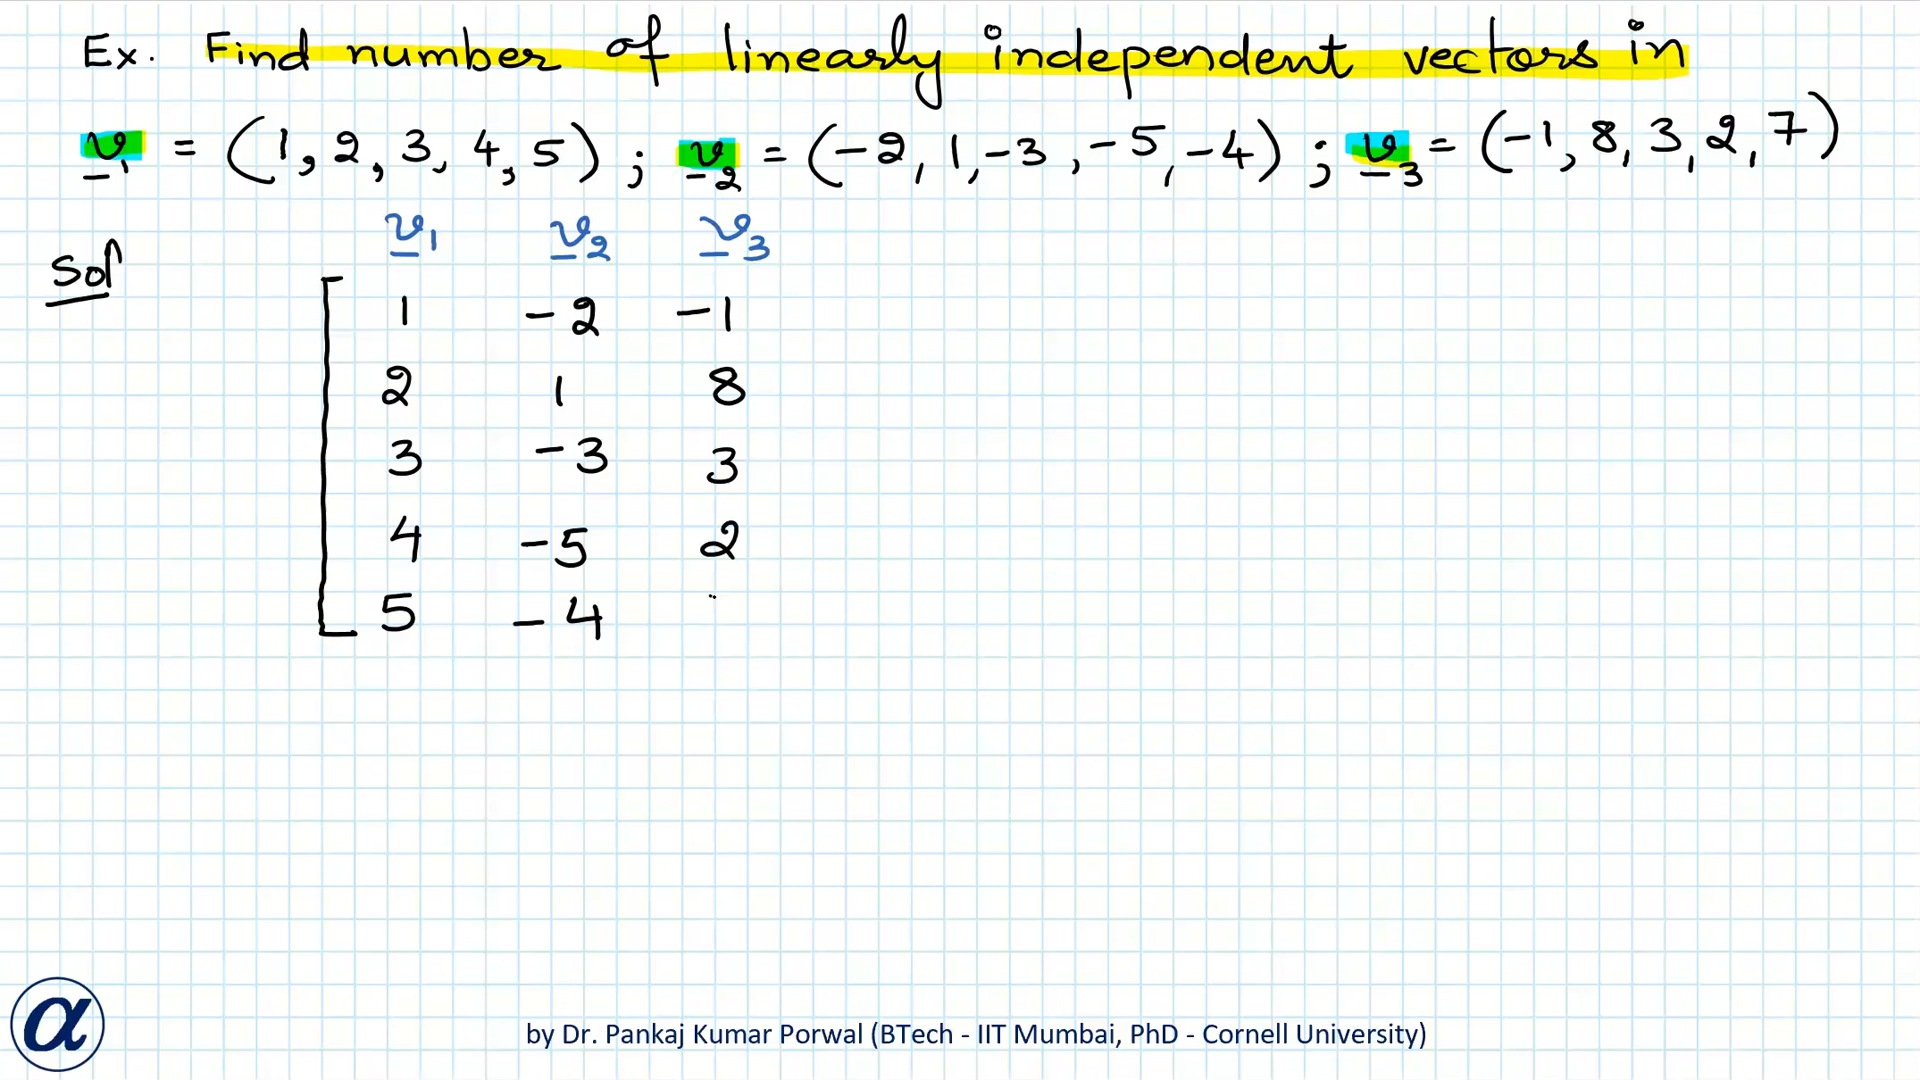 Ex. Find number of linearly independent vectors in
v₁ = (1, 2, 3, 4, 5) ; v₂ = (-2, 1, -3, -5, -4) ; v₃ = (-1, 8, 3, 2, 7)
v₁ v₂ v₃
Solⁿ
1 -2 -1
2 1 8
3 -3 3
4 -5 2
5 -4
α
by Dr. Pankaj Kumar Porwal (BTech - IIT Mumbai, PhD - Cornell University)